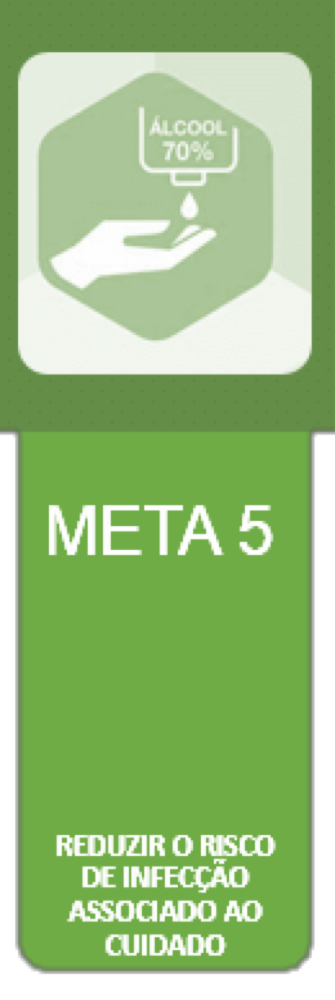 ÁLCOOL
70%
META 5
REDUZIR O RISCO
DE INFECÇÃO
ASSOCIADO AO
CUIDADO